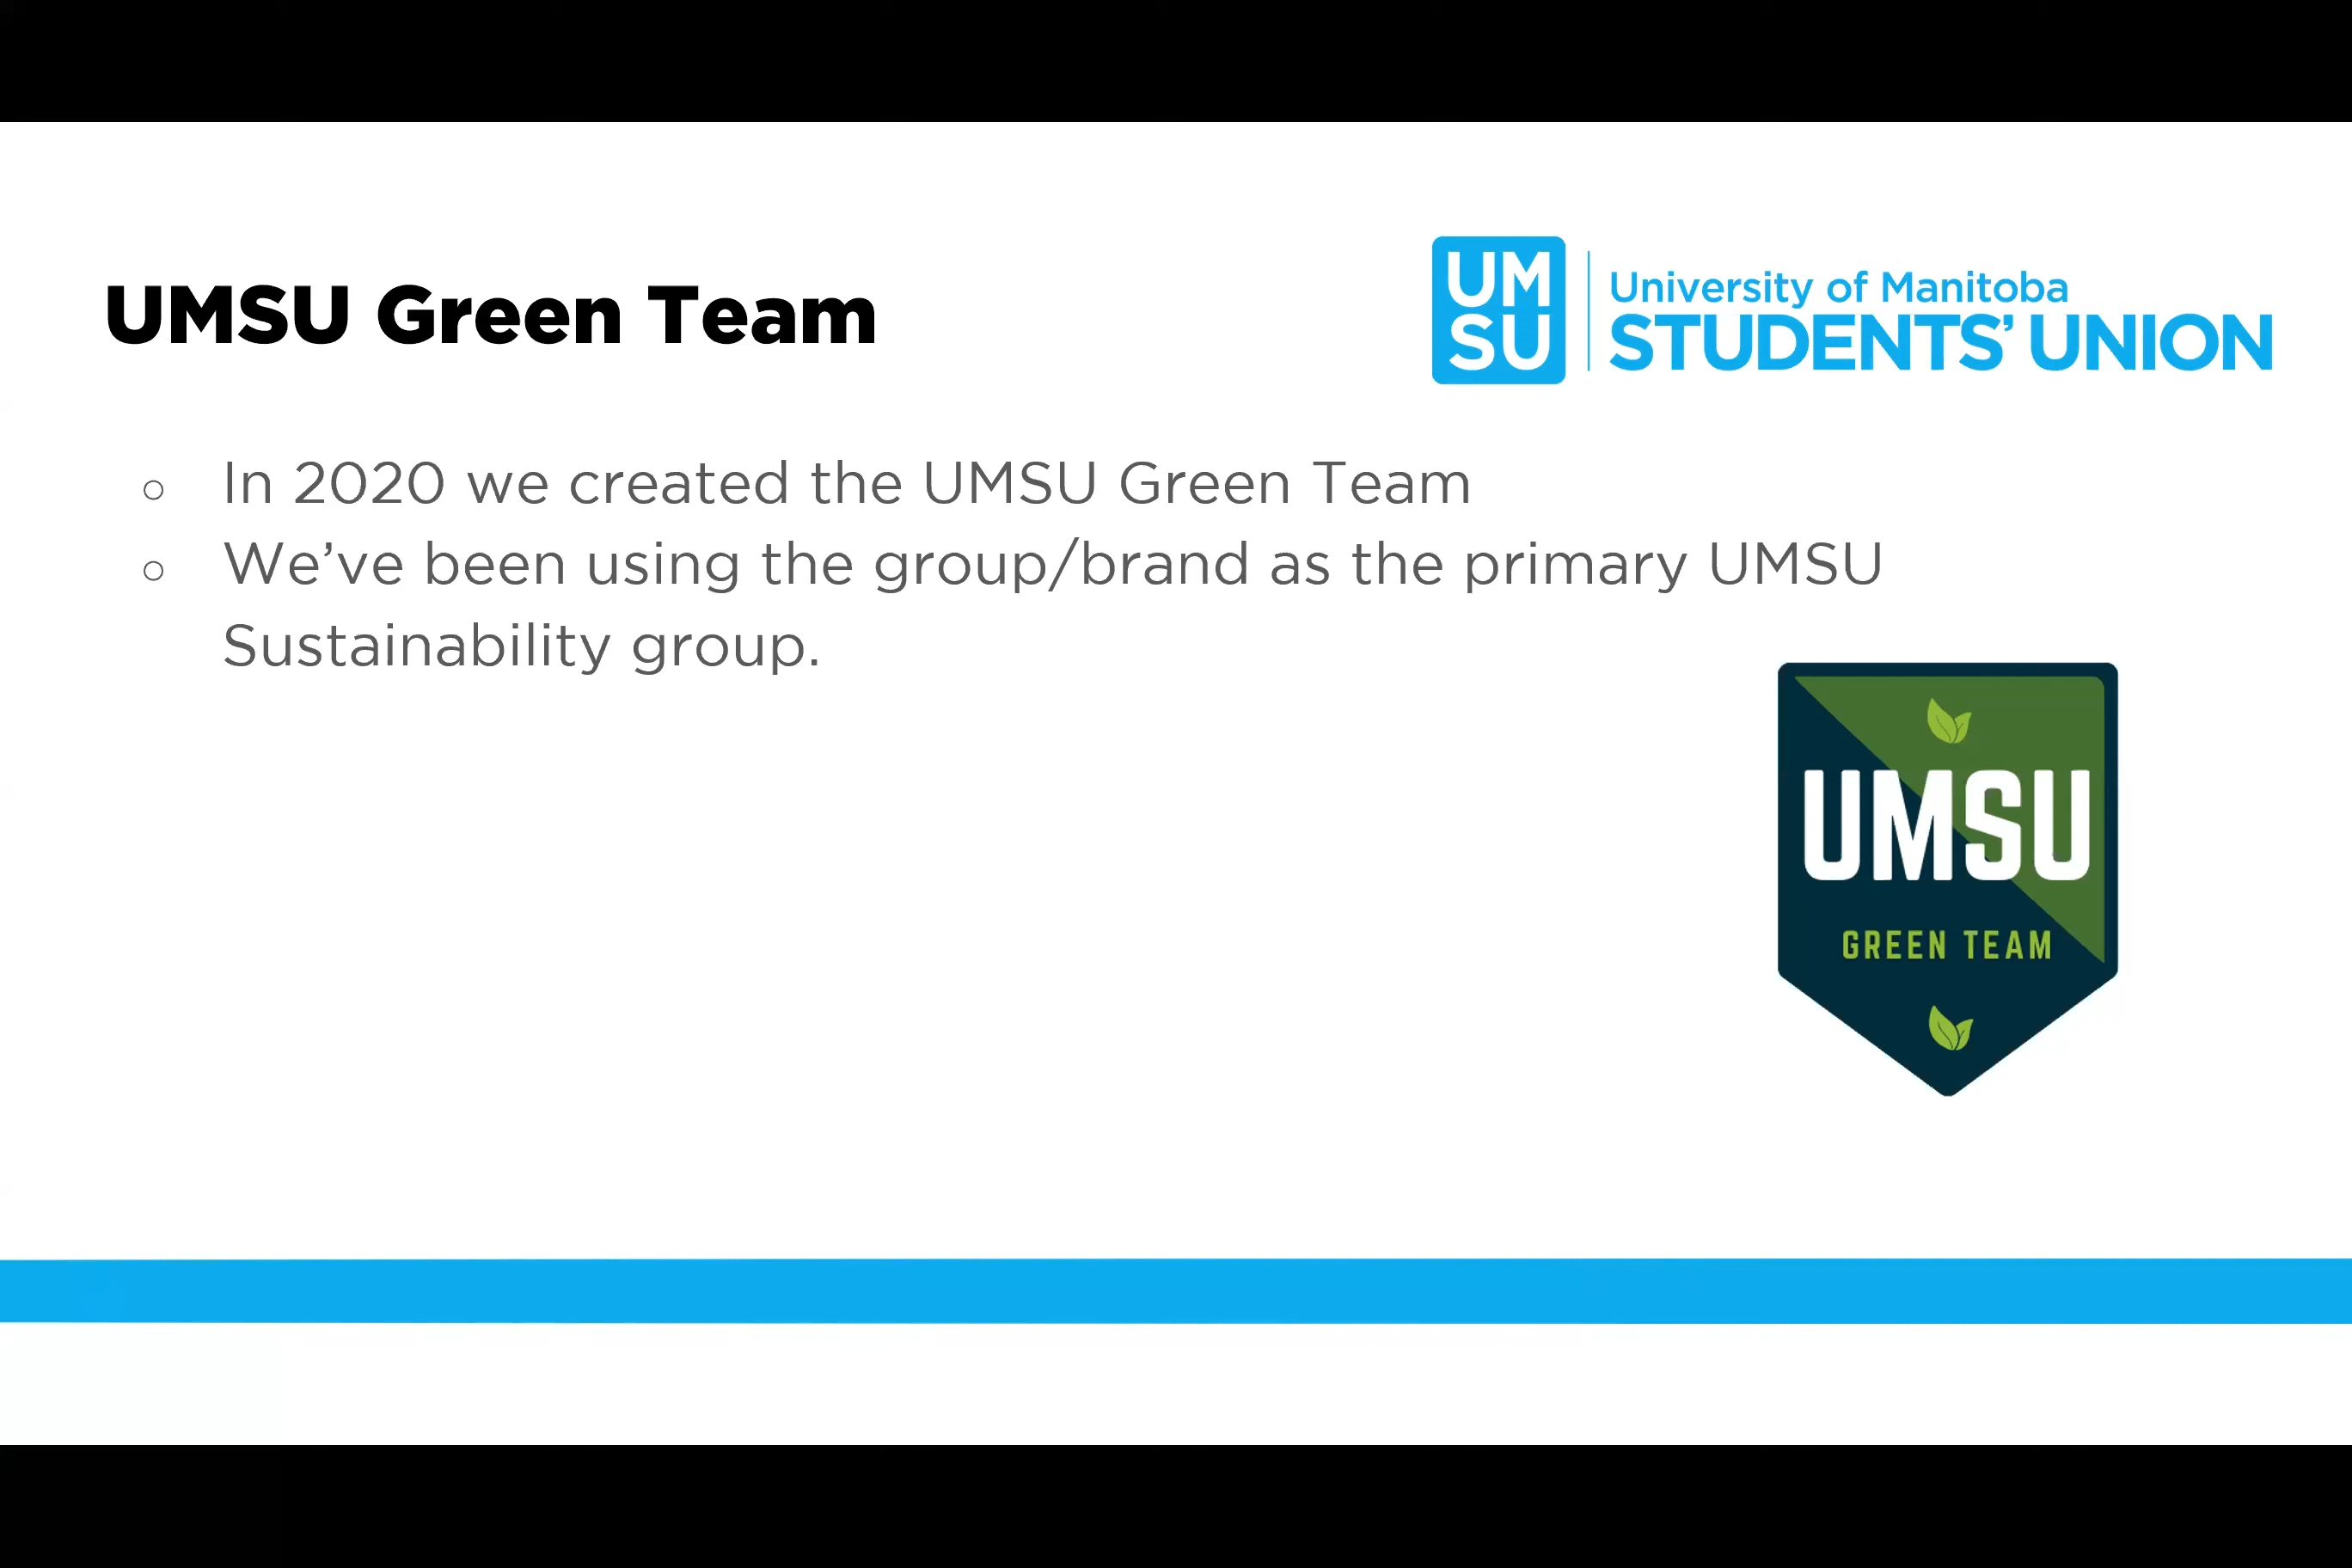 UMSU Green Team
UM
SU
University of Manitoba
STUDENTS’ UNION
○ In 2020 we created the UMSU Green Team
○ We’ve been using the group/brand as the primary UMSU
Sustainability group.
UMSU
GREEN TEAM